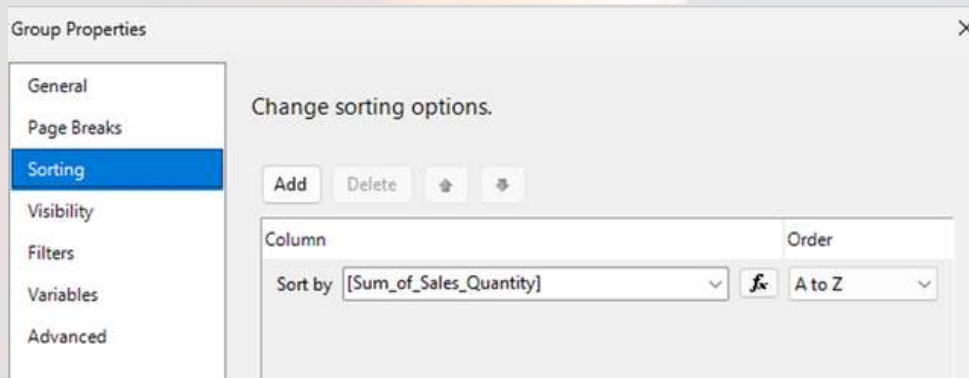 Group Properties
General
Page Breaks
Sorting
Visibility
Filters
Variables
Advanced
Change sorting options.
Add Delete
Column Order
Sort by [Sum_of_Sales_Quantity] fx A to Z